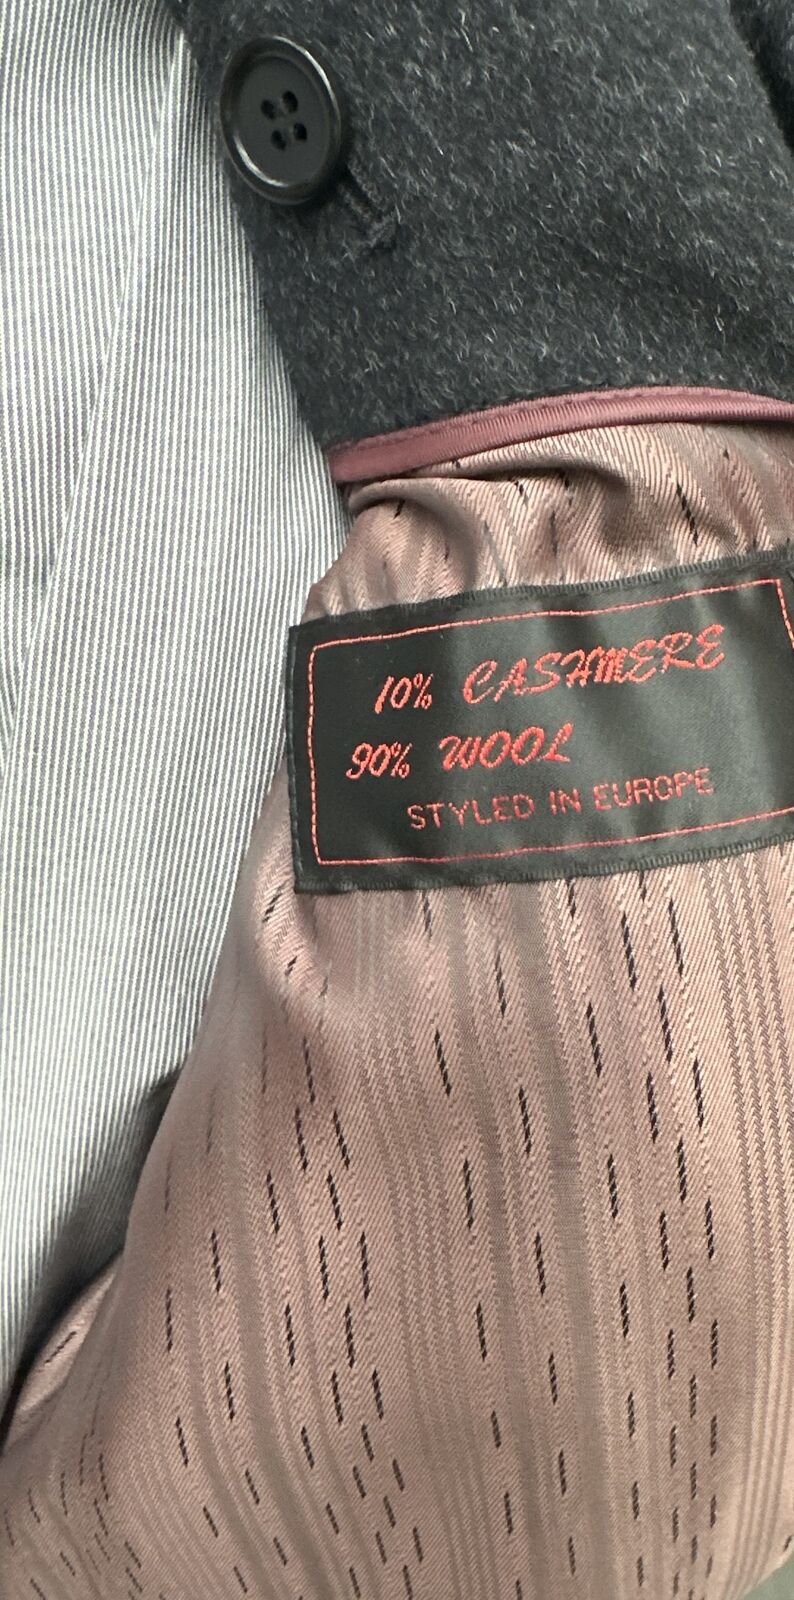 10% CASHMERE
90% WOOL
STYLED IN EUROPE